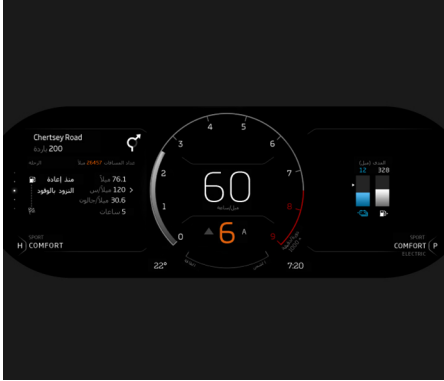 Chertsey Road
200 ياردة
عداد المسافات 26457 ميلاً
الرحلة
76.1 ميلاً
منذ إعادة
التزود بالوقود
120 ميلاً/س
30.6 ميلاً/جالون
5 ساعات
SPORT
H COMFORT
22°
0
1
2
3
4
5
6
7
8
9
60
ميل/ساعة
6 A
1000
7:20
المدى (ميل)
12 328
SPORT
COMFORT P
ELECTRIC